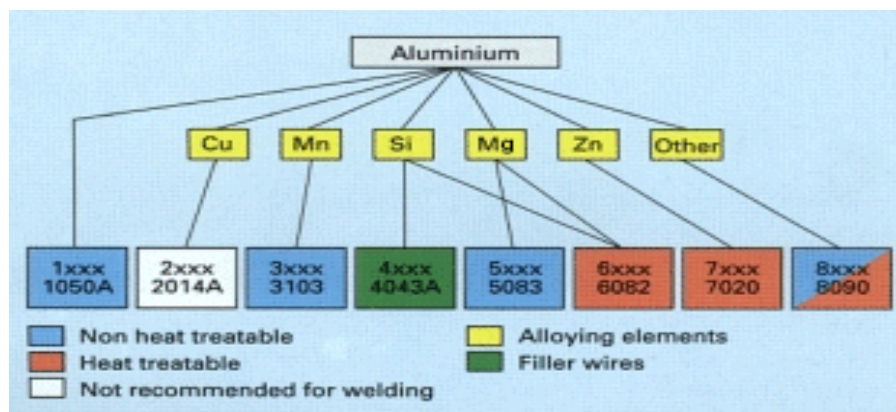 Aluminium
Cu Mn Si Mg Zn Other
1xxx 2xxx 3xxx 4xxx 5xxx 6xxx 7xxx 8xxx
1050A 2014A 3103 4043A 5083 6082 7020 8090
Non heat treatable
Heat treatable
Not recommended for welding
Alloying elements
Filler wires